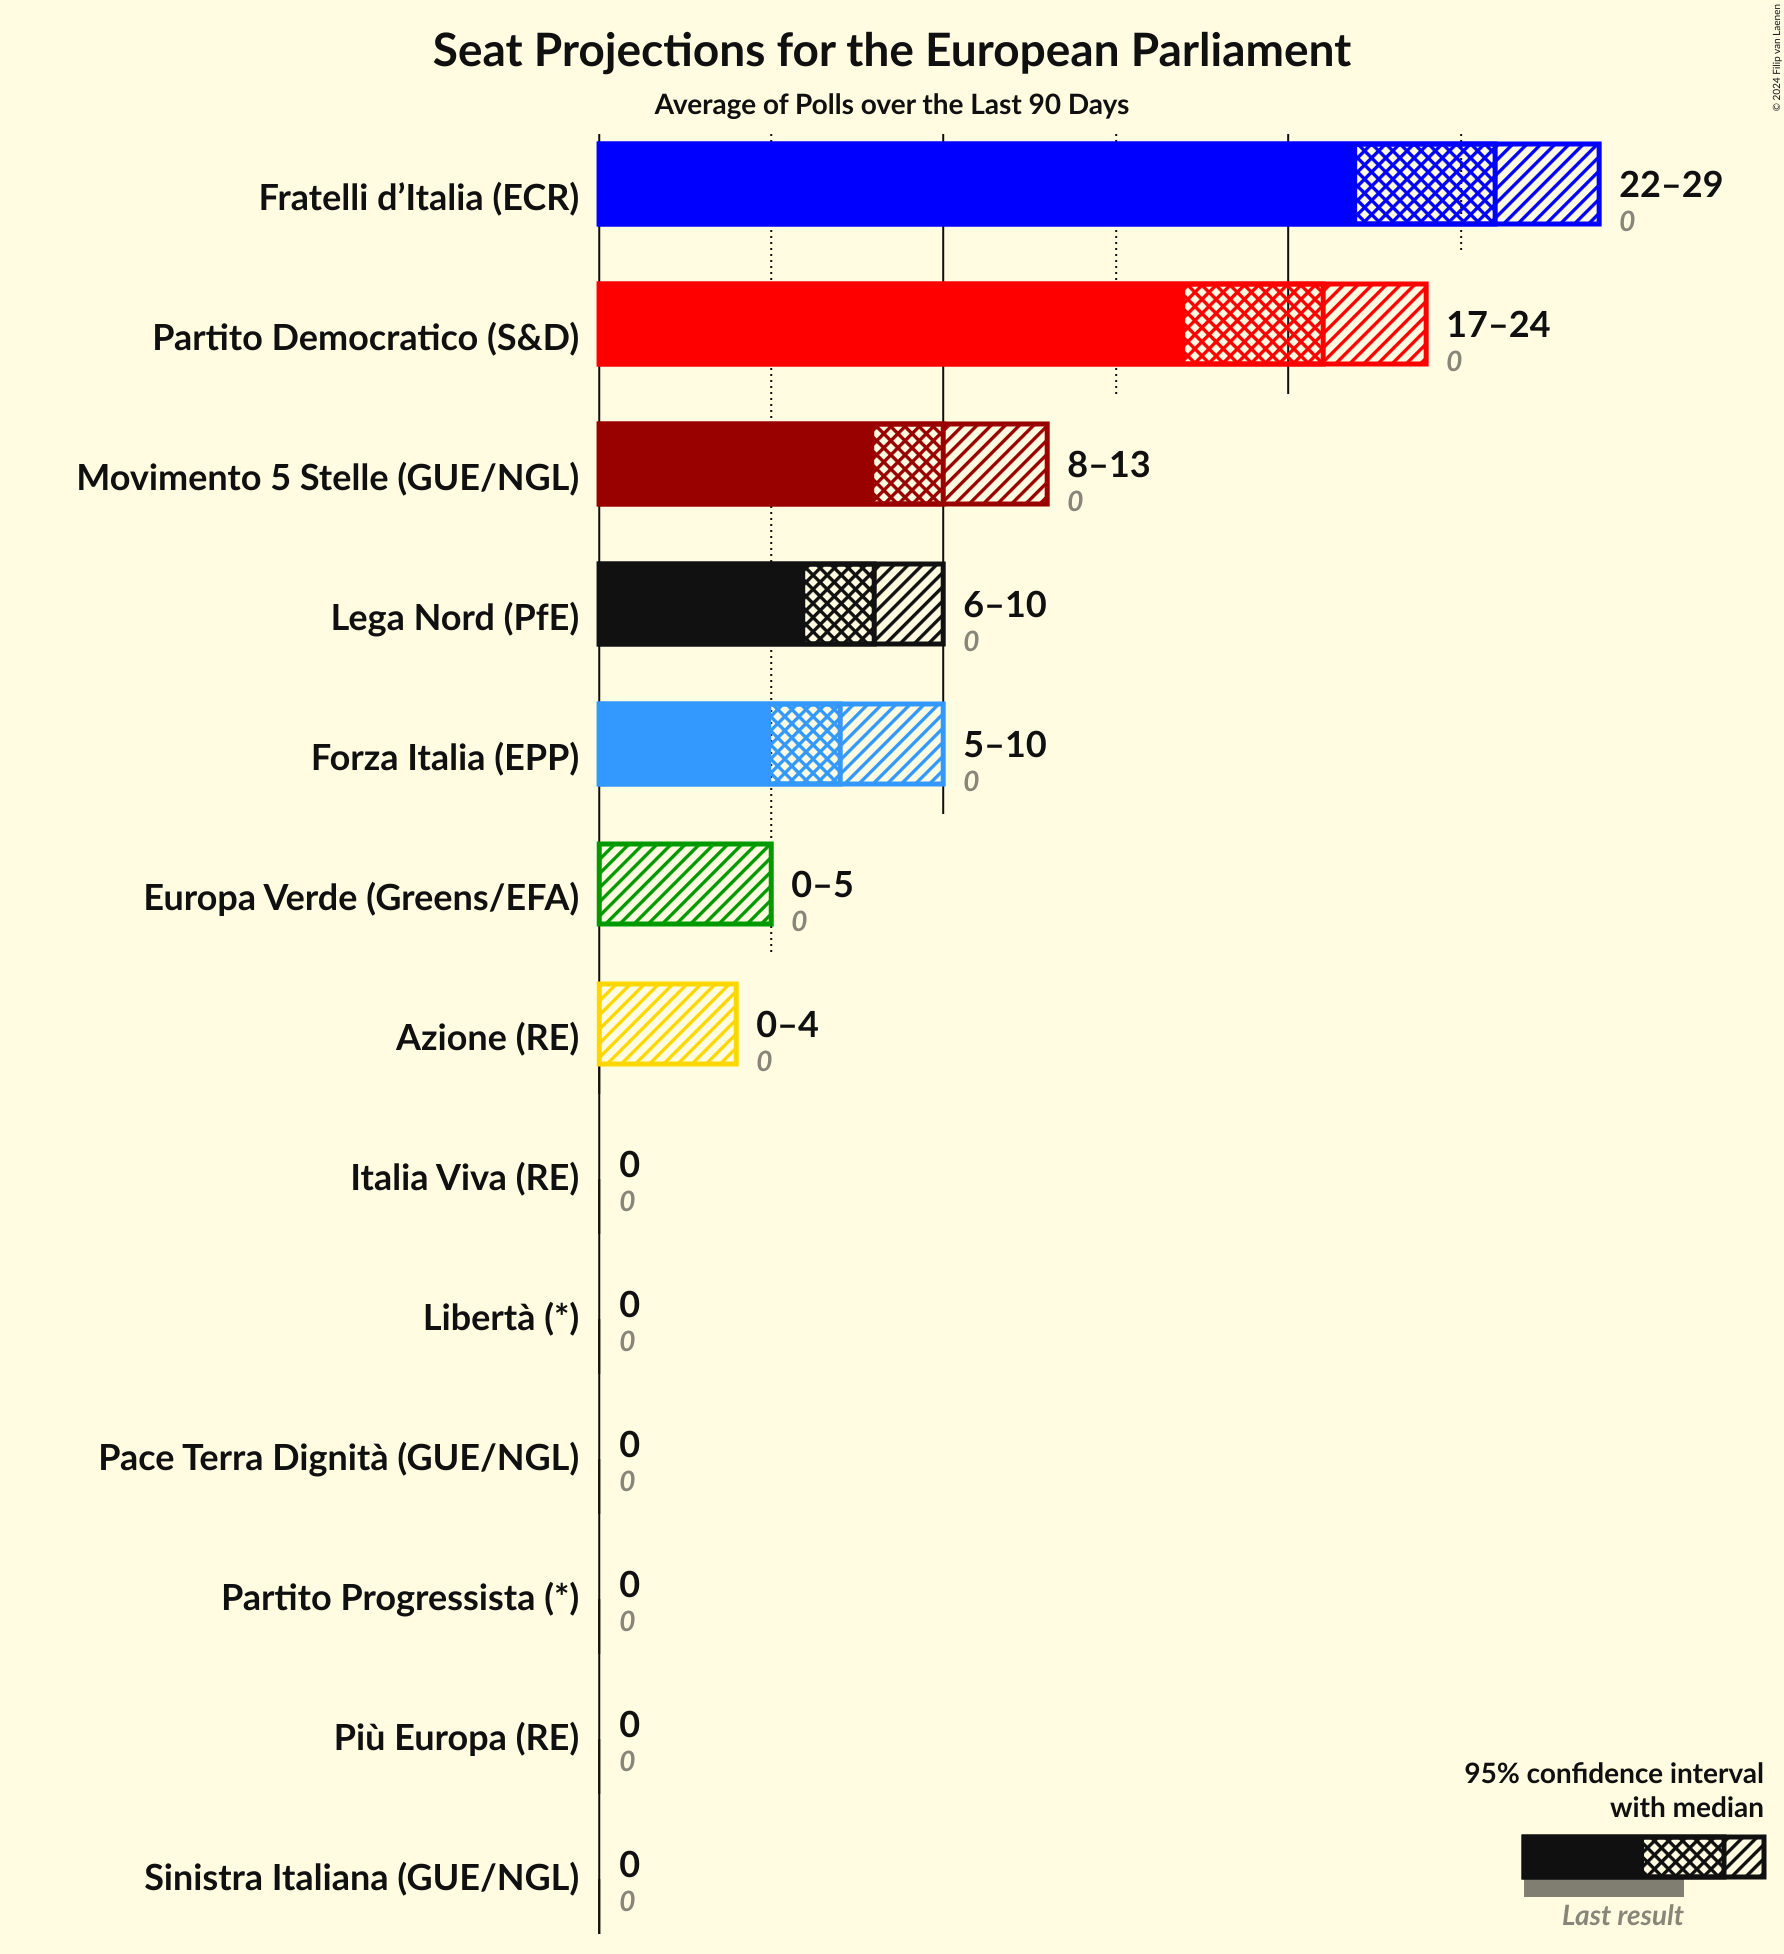 Seat Projections for the European Parliament
Average of Polls over the Last 90 Days
© 2024 Filip van Laenen
Fratelli d’Italia (ECR)
22–29
0
Partito Democratico (S&D)
17–24
0
Movimento 5 Stelle (GUE/NGL)
8–13
0
Lega Nord (PfE)
6–10
0
Forza Italia (EPP)
5–10
0
Europa Verde (Greens/EFA)
0–5
0
Azione (RE)
0–4
0
Italia Viva (RE)
0
0
Libertà (*)
0
0
Pace Terra Dignità (GUE/NGL)
0
0
Partito Progressista (*)
0
0
Più Europa (RE)
0
0
Sinistra Italiana (GUE/NGL)
0
0
95% confidence interval
with median
Last result